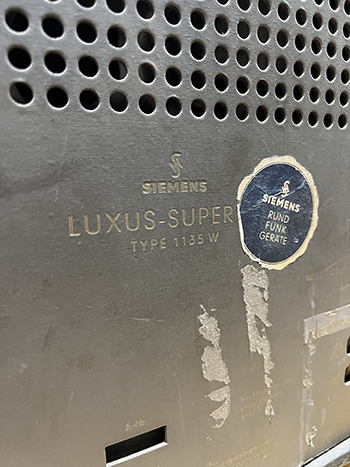 SIEMENS
LUXUS-SUPER
TYPE 1135 W
SIEMENS
RUND
FUNK
GERÄTE